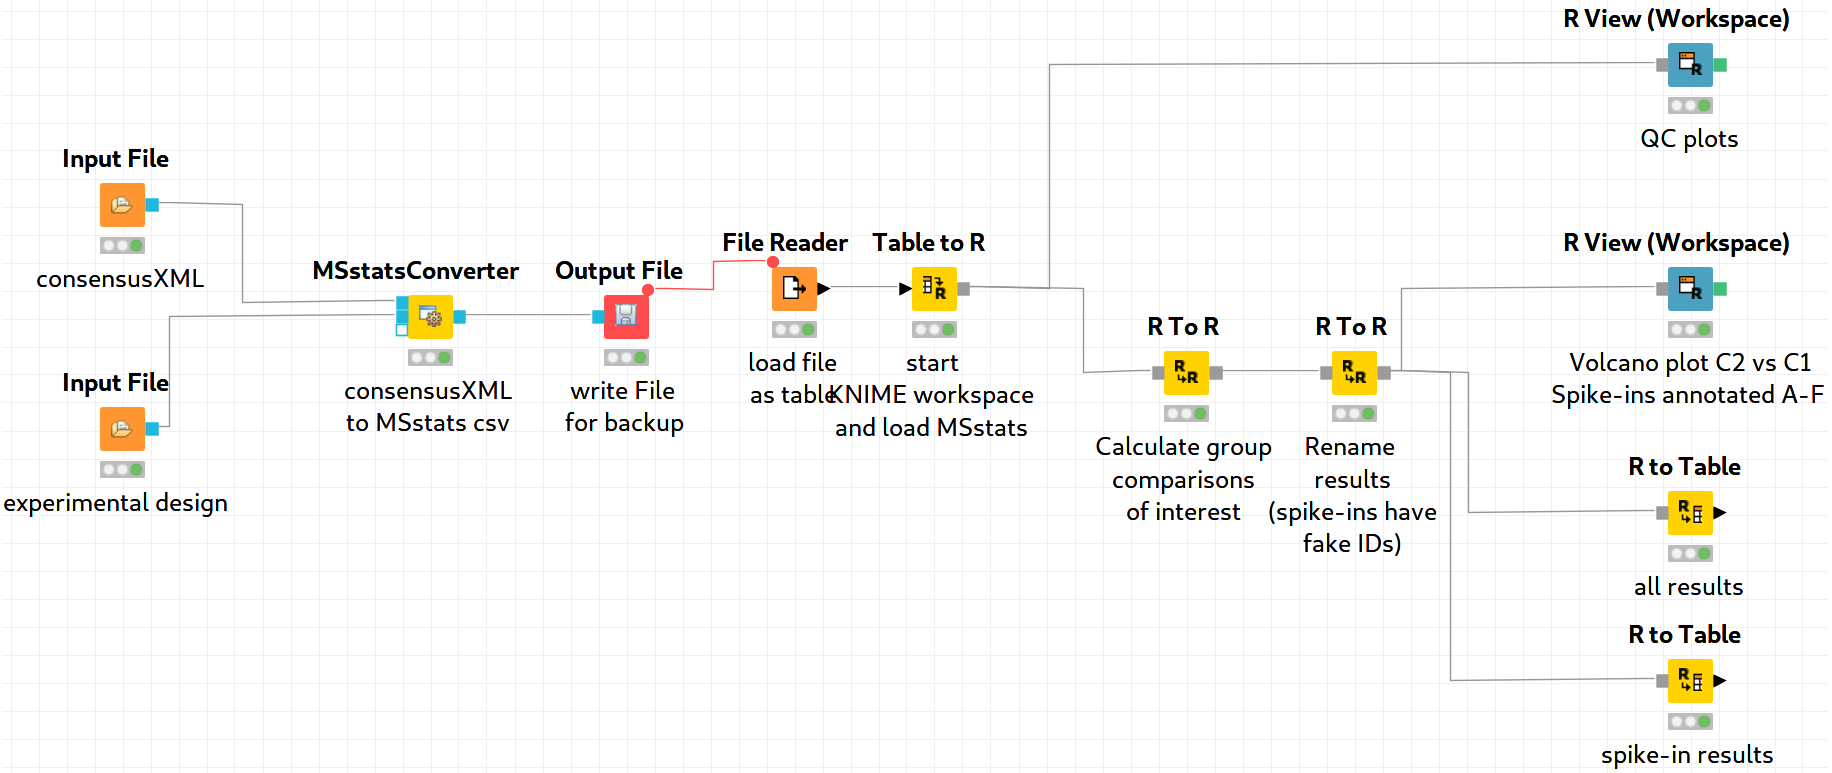 R View (Workspace)
QC plots
Input File
consensusXML
Input File
experimental design
MSstatsConverter
consensusXML
to MSstats csv
Output File
write File
for backup
File Reader
load file
as table
Table to R
start
KNIME workspace
and load MSstats
R To R
Calculate group
comparisons
of interest
R To R
Rename
results
(spike-ins have
fake IDs)
R View (Workspace)
Volcano plot C2 vs C1
Spike-ins annotated A-F
R to Table
all results
R to Table
spike-in results